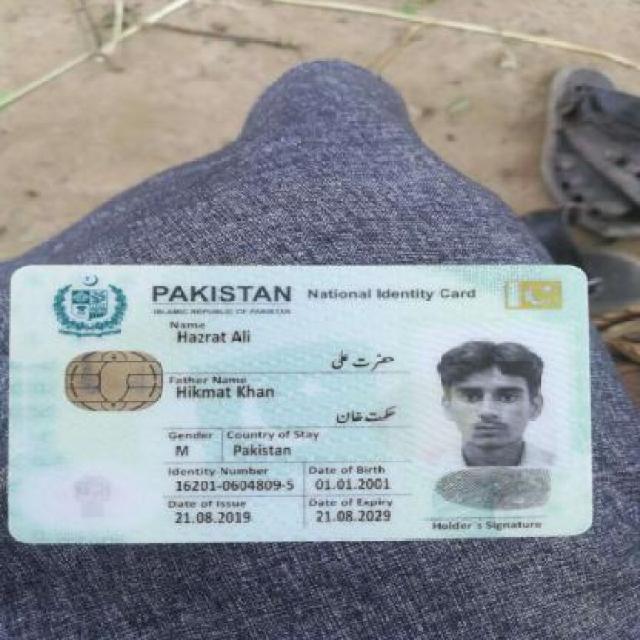 PAKISTAN National Identity Card
ISLAMIC REPUBLIC OF PAKISTAN
Name
Hazrat Ali
حضرت علی
Father Name
Hikmat Khan
حکمت خان
Gender Country of Stay
M Pakistan
Identity Number Date of Birth
16201-0604809-5 01.01.2001
Date of Issue Date of Expiry
21.08.2019 21.08.2029
Holder's Signature